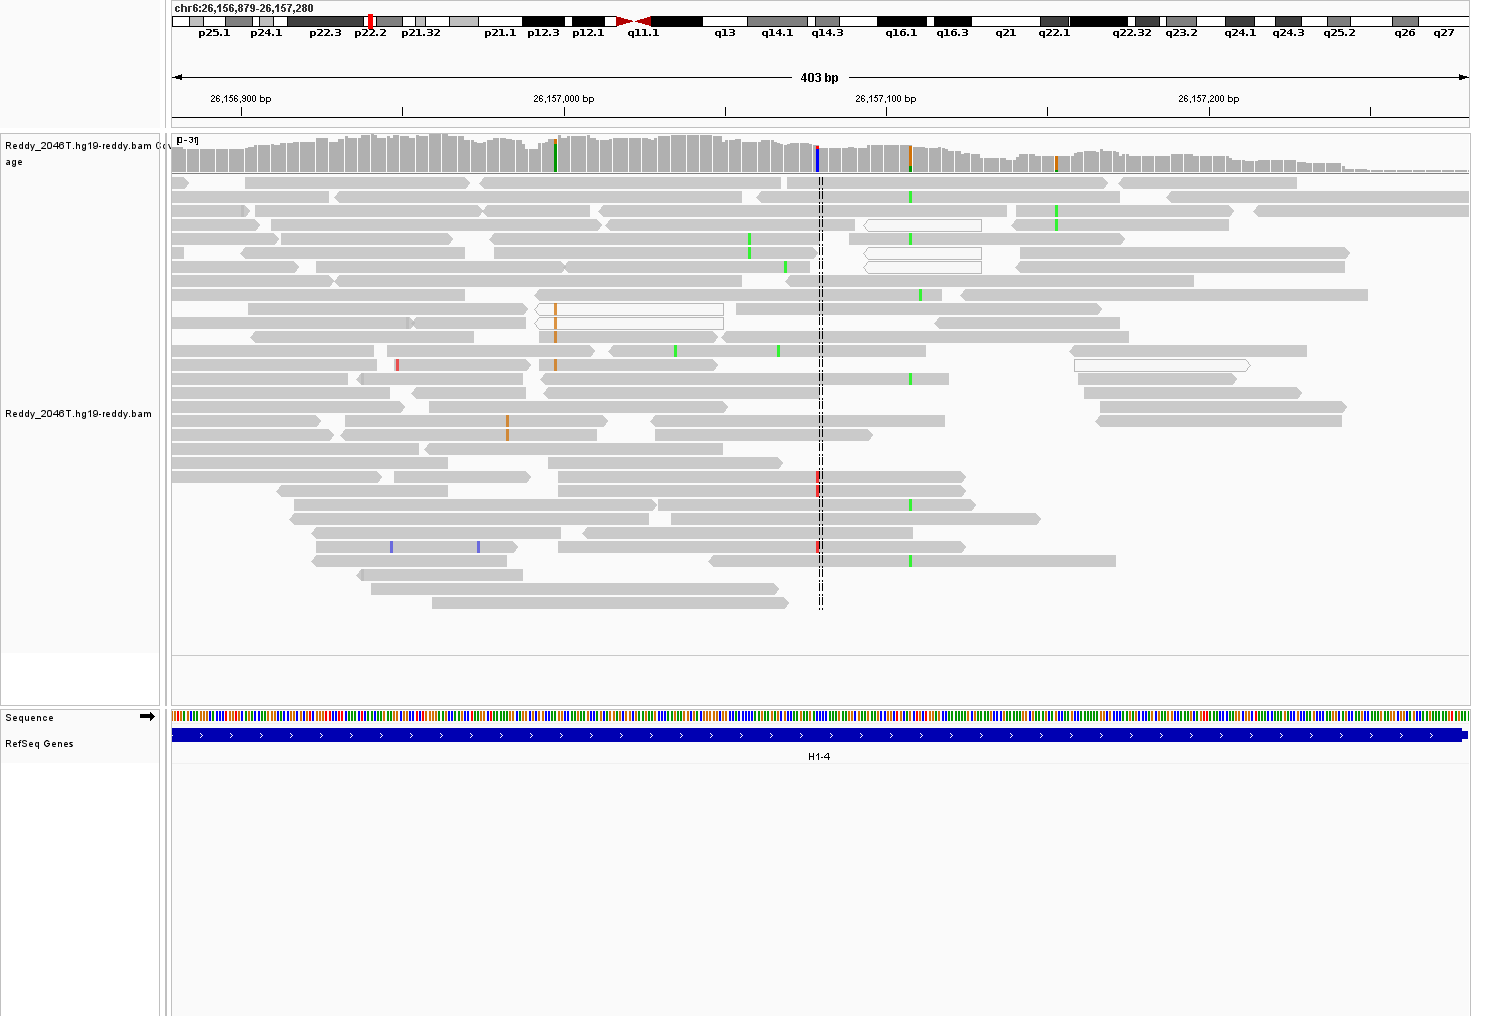 chr6:26,156,879-26,157,280
p25.1 p24.1 p22.3 p22.2 p21.32 p21.1 p12.3 p12.1 q11.1 q13 q14.1 q14.3 q16.1 q16.3 q21 q22.1 q22.32 q23.2 q24.1 q24.3 q25.2 q26 q27
403 bp
26,156,900 bp 26,157,000 bp 26,157,100 bp 26,157,200 bp
[0-31]
Reddy_2046T.hg19-reddy.bam Cov
age
Reddy_2046T.hg19-reddy.bam
Sequence
RefSeq Genes
H1-4